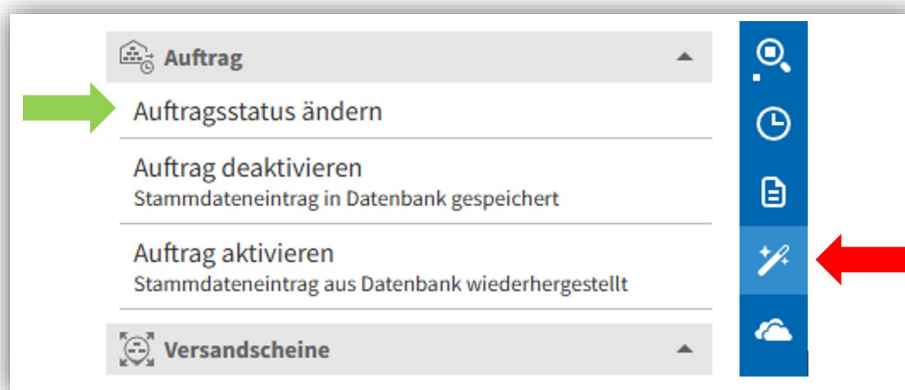 Auftrag
Auftragsstatus ändern
Auftrag deaktivieren
Stammdateneintrag in Datenbank gespeichert
Auftrag aktivieren
Stammdateneintrag aus Datenbank wiederhergestellt
Versandscheine